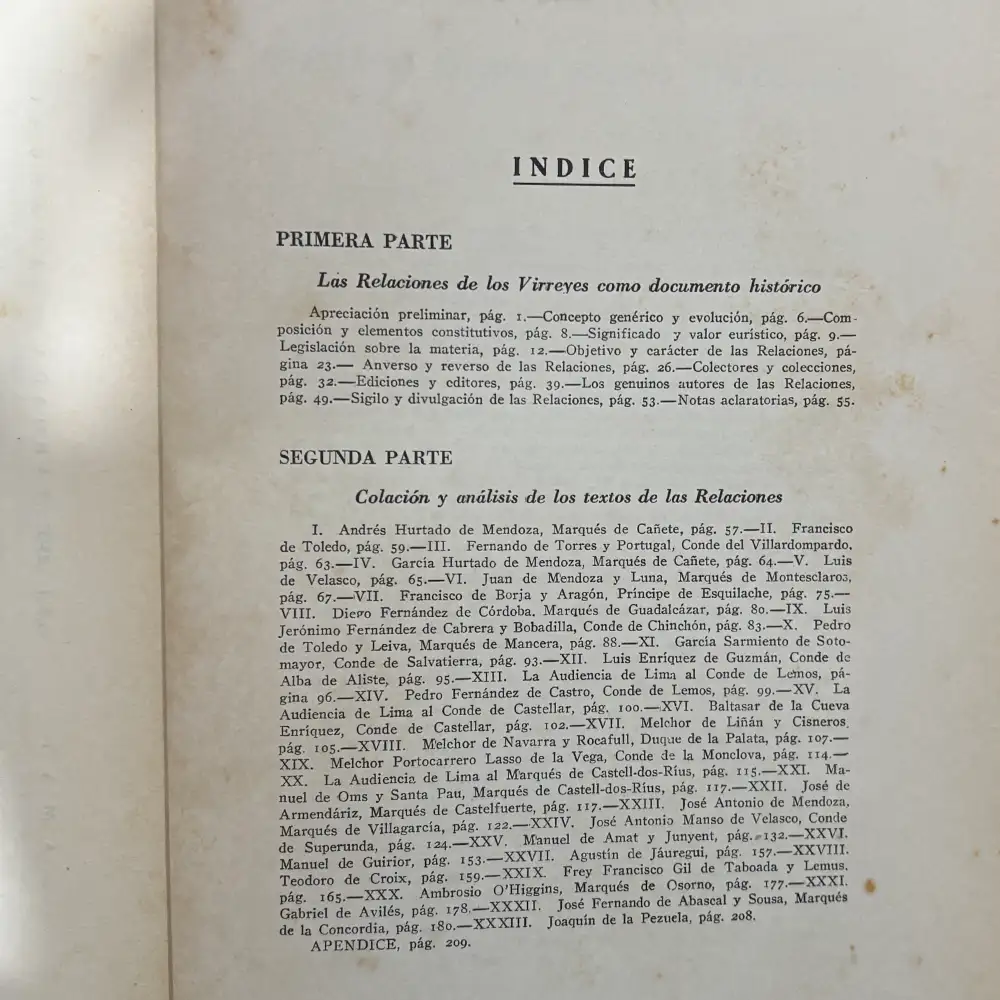 INDICE
PRIMERA PARTE
Las Relaciones de los Virreyes como documento histórico
Apreciación preliminar, pág. 1.—Concepto genérico y evolución, pág. 6.—Com-
posición y elementos constitutivos, pág. 8.—Significado y valor eurístico, pág. 9.—
Legislación sobre la materia, pág. 12.—Objetivo y carácter de las Relaciones, pá-
gina 23.— Anverso y reverso de las Relaciones, pág. 26.—Colectores y colecciones,
pág. 32.—Ediciones y editores, pág. 39.—Los genuinos autores de las Relaciones,
pág. 49.—Sigilo y divulgación de las Relaciones, pág. 53.—Notas aclaratorias, pág. 55.
SEGUNDA PARTE
Colación y análisis de los textos de las Relaciones
I. Andrés Hurtado de Mendoza, Marqués de Cañete, pág. 57.—II. Francisco
de Toledo, pág. 59.—III. Fernando de Torres y Portugal, Conde del Villardompardo,
pág. 63.—IV. García Hurtado de Mendoza, Marqués de Cañete, pág. 64.—V. Luis
de Velasco, pág. 65.—VI. Juan de Mendoza y Luna, Marqués de Montesclaros,
pág. 67.—VII. Francisco de Borja y Aragón, Príncipe de Esquilache, pág. 75.—
VIII. Diego Fernández de Córdoba, Marqués de Guadalcázar, pág. 80.—IX. Luis
Jerónimo Fernández de Cabrera y Bobadilla, Conde de Chinchón, pág. 83.—X. Pedro
de Toledo y Leiva, Marqués de Mancera, pág. 88.—XI. García Sarmiento de Soto-
mayor, Conde de Salvatierra, pág. 93.—XII. Luis Enríquez de Guzmán, Conde de
Alba de Aliste, pág. 95.—XIII. La Audiencia de Lima al Conde de Lemos, pá-
gina 96.—XIV. Pedro Fernández de Castro, Conde de Lemos, pág. 99.—XV. La
Audiencia de Lima al Conde de Castellar, pág. 100.—XVI. Baltasar de la Cueva
Enríquez, Conde de Castellar, pág. 102.—XVII. Melchor de Liñán y Cisneros,
pág. 105.—XVIII. Melchor de Navarra y Rocafull, Duque de la Palata, pág. 107.—
XIX. Melchor Portocarrero Lasso de la Vega, Conde de la Monclova, pág. 114.—
XX. La Audiencia de Lima al Marqués de Castell-dos-Ríus, pág. 115.—XXI. Ma-
nuel de Oms y Santa Pau, Marqués de Castell-dos-Ríus, pág. 117.—XXII. José de
Armendáriz, Marqués de Castelfuerte, pág. 117.—XXIII. José Antonio de Mendoza,
Marqués de Villagarcía, pág. 122.—XXIV. José Antonio Manso de Velasco, Conde
de Superunda, pág. 124.—XXV. Manuel de Amat y Junyent, pág. 132.—XXVI.
Manuel de Guirior, pág. 153.—XXVII. Agustín de Jáuregui, pág. 157.—XXVIII.
Teodoro de Croix, pág. 159.—XXIX. Frey Francisco Gil de Taboada y Lemus,
pág. 165.—XXX. Ambrosio O'Higgins, Marqués de Osorno, pág. 177.—XXXI.
Gabriel de Avilés, pág. 178.—XXXII. José Fernando de Abascal y Sousa, Marqués
de la Concordia, pág. 180.—XXXIII. Joaquín de la Pezuela, pág. 208.
APENDICE, pág. 209.